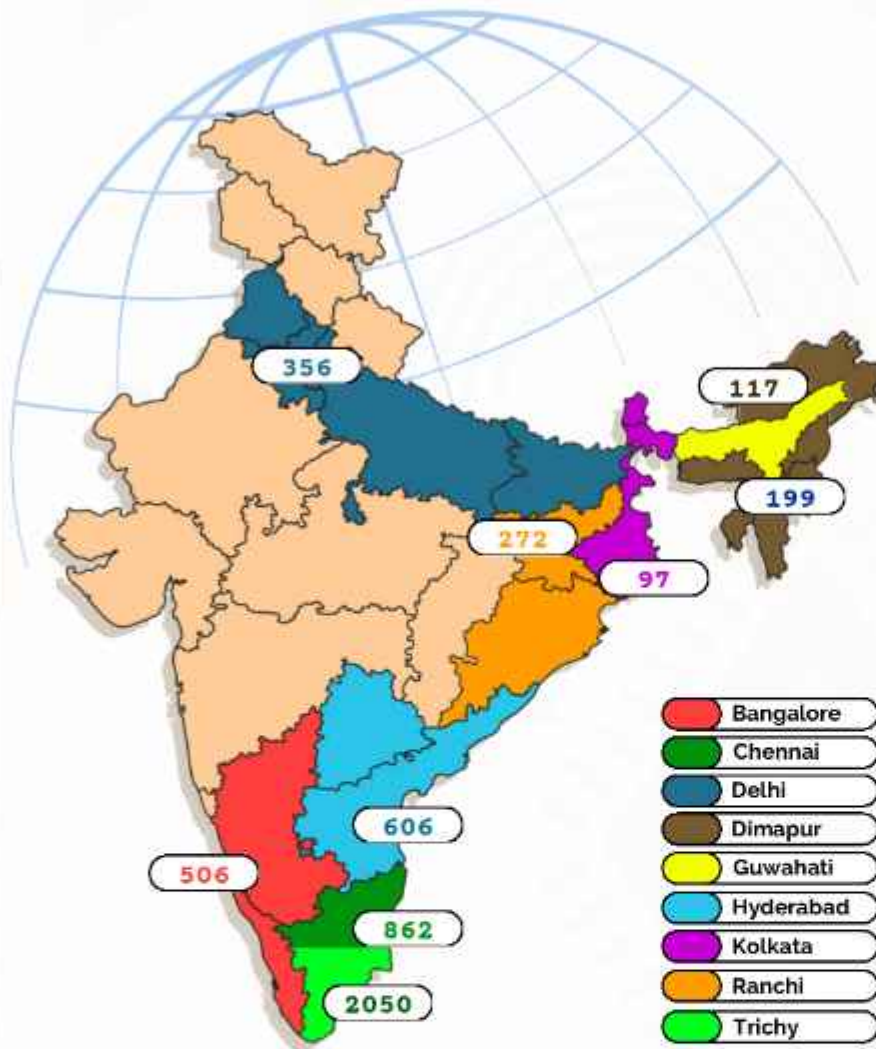 356
117
199
272
97
606
506
862
2050
Bangalore
Chennai
Delhi
Dimapur
Guwahati
Hyderabad
Kolkata
Ranchi
Trichy